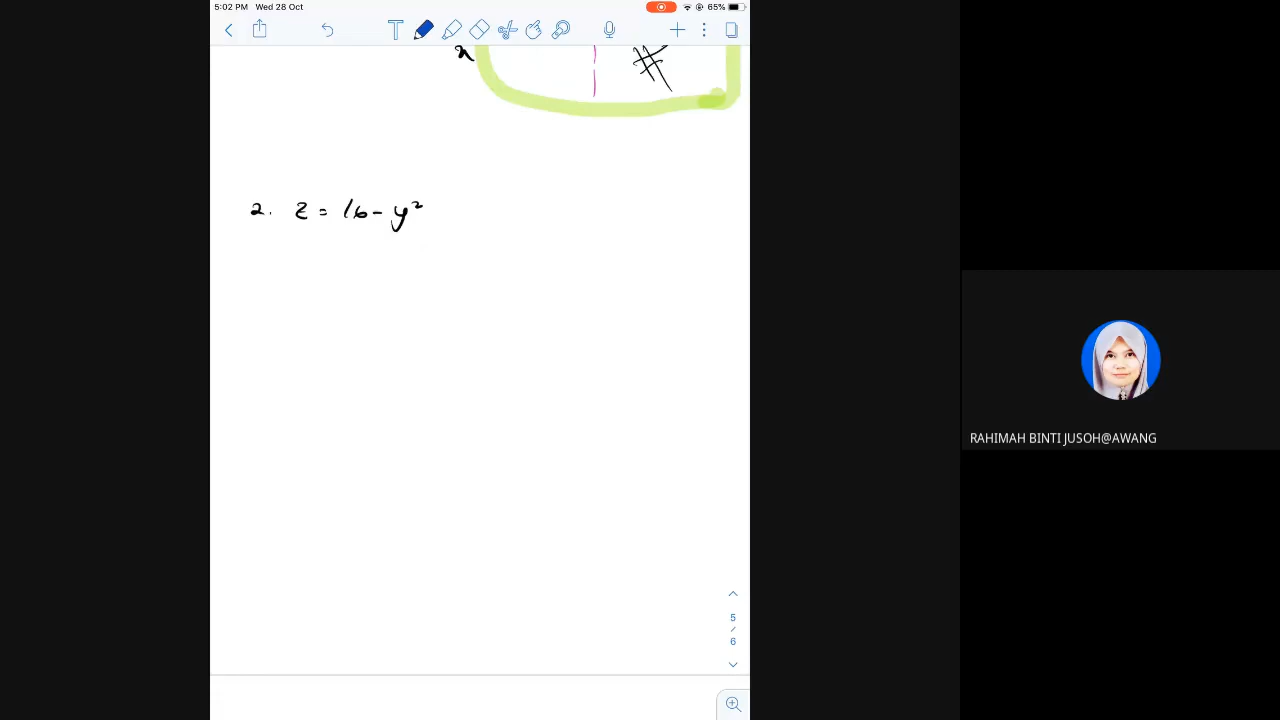 5:02 PM Wed 28 Oct
65%
T
x
2. z = 16 - y²
5
/
6
RAHIMAH BINTI JUSOH@AWANG